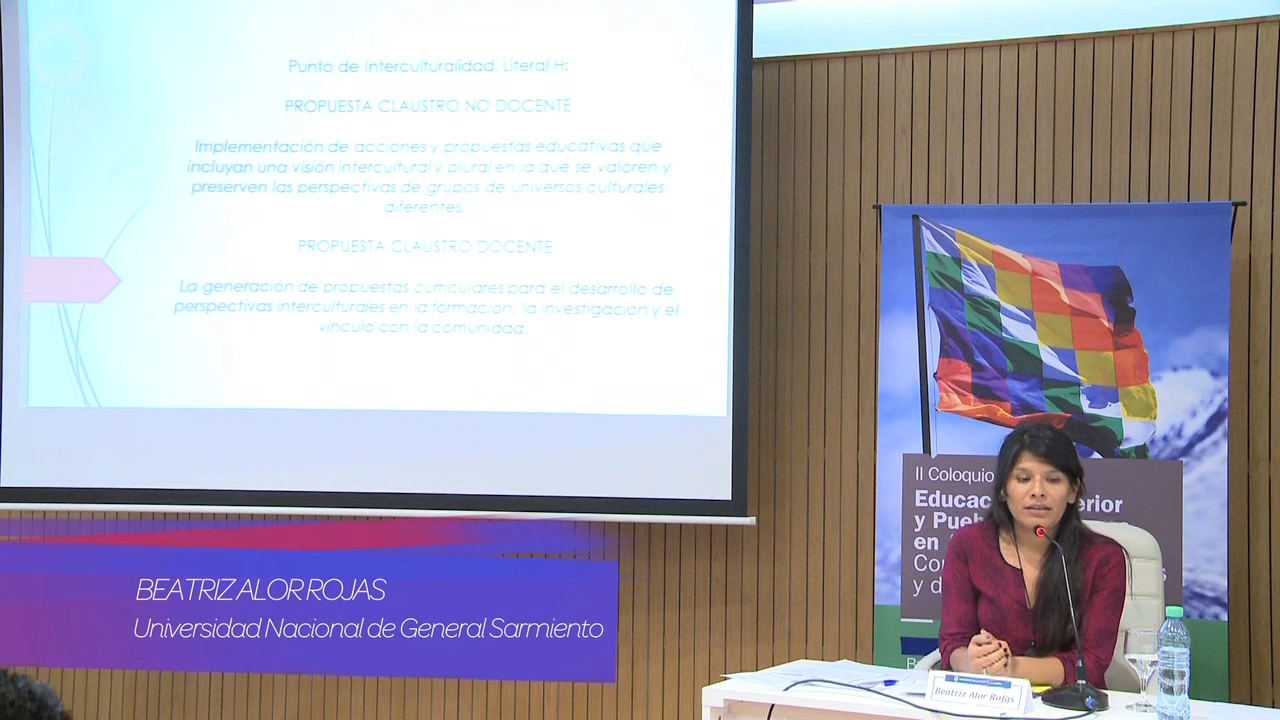 Punto de Interculturalidad. Literal H:
PROPUESTA CLAUSTRO NO DOCENTE
Implementación de acciones y propuestas educativas que
incluyan una visión intercultural y plural en la que se valoren y
preserven las perspectivas de grupos de universos culturales
diferentes.
PROPUESTA CLAUSTRO DOCENTE
La generación de propuestas curriculares para el desarrollo de
perspectivas interculturales en la formación, la investigación y el
vínculo con la comunidad.
II Coloquio
Educac erior
y Pueb
en
Co s
y d
BEATRIZ ALOR ROJAS
Universidad Nacional de General Sarmiento
Beatriz Alor Rojas